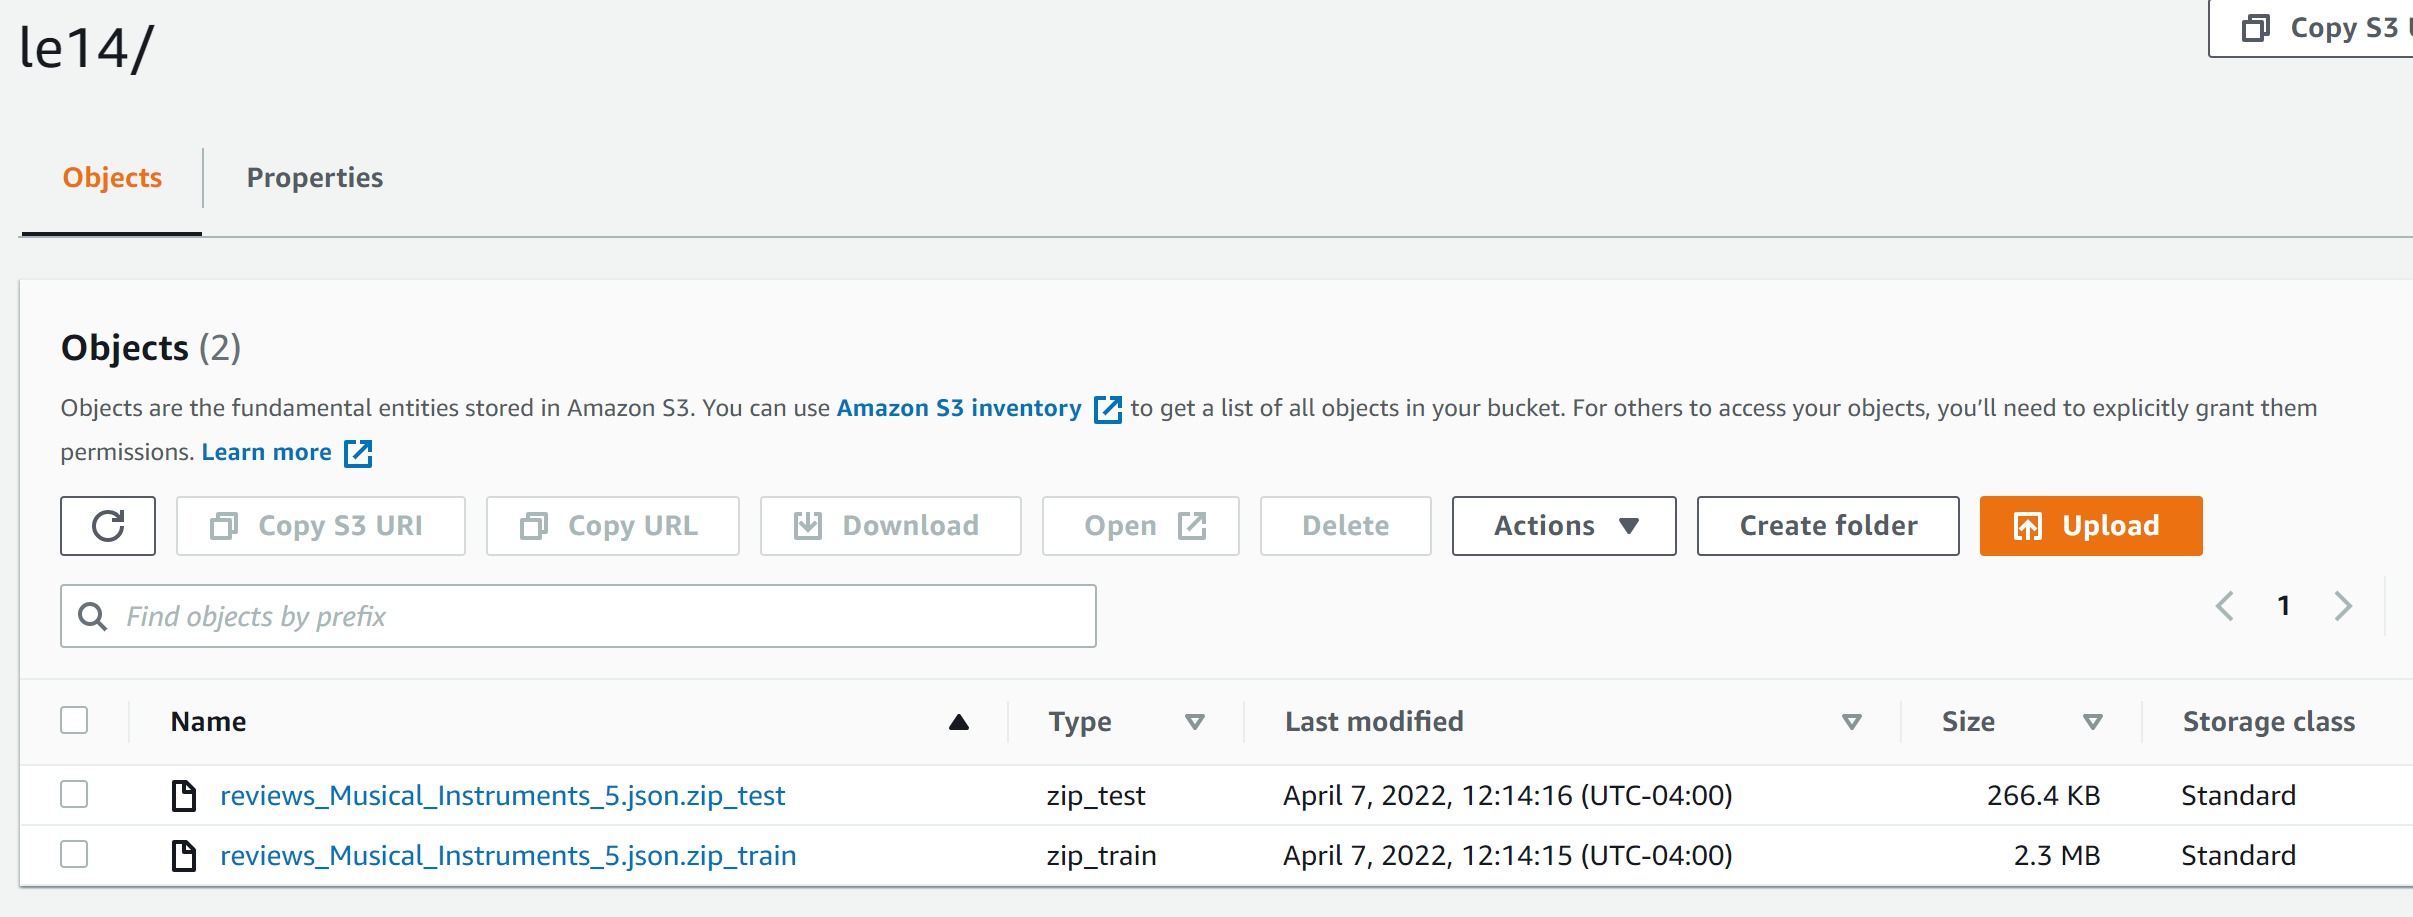 le14/
Copy S3 U
Objects Properties
Objects (2)
Objects are the fundamental entities stored in Amazon S3. You can use Amazon S3 inventory to get a list of all objects in your bucket. For others to access your objects, you’ll need to explicitly grant them
permissions. Learn more
Copy S3 URI Copy URL Download Open Delete Actions Create folder Upload
Find objects by prefix
1
Name Type Last modified Size Storage class
reviews_Musical_Instruments_5.json.zip_test zip_test April 7, 2022, 12:14:16 (UTC-04:00) 266.4 KB Standard
reviews_Musical_Instruments_5.json.zip_train zip_train April 7, 2022, 12:14:15 (UTC-04:00) 2.3 MB Standard